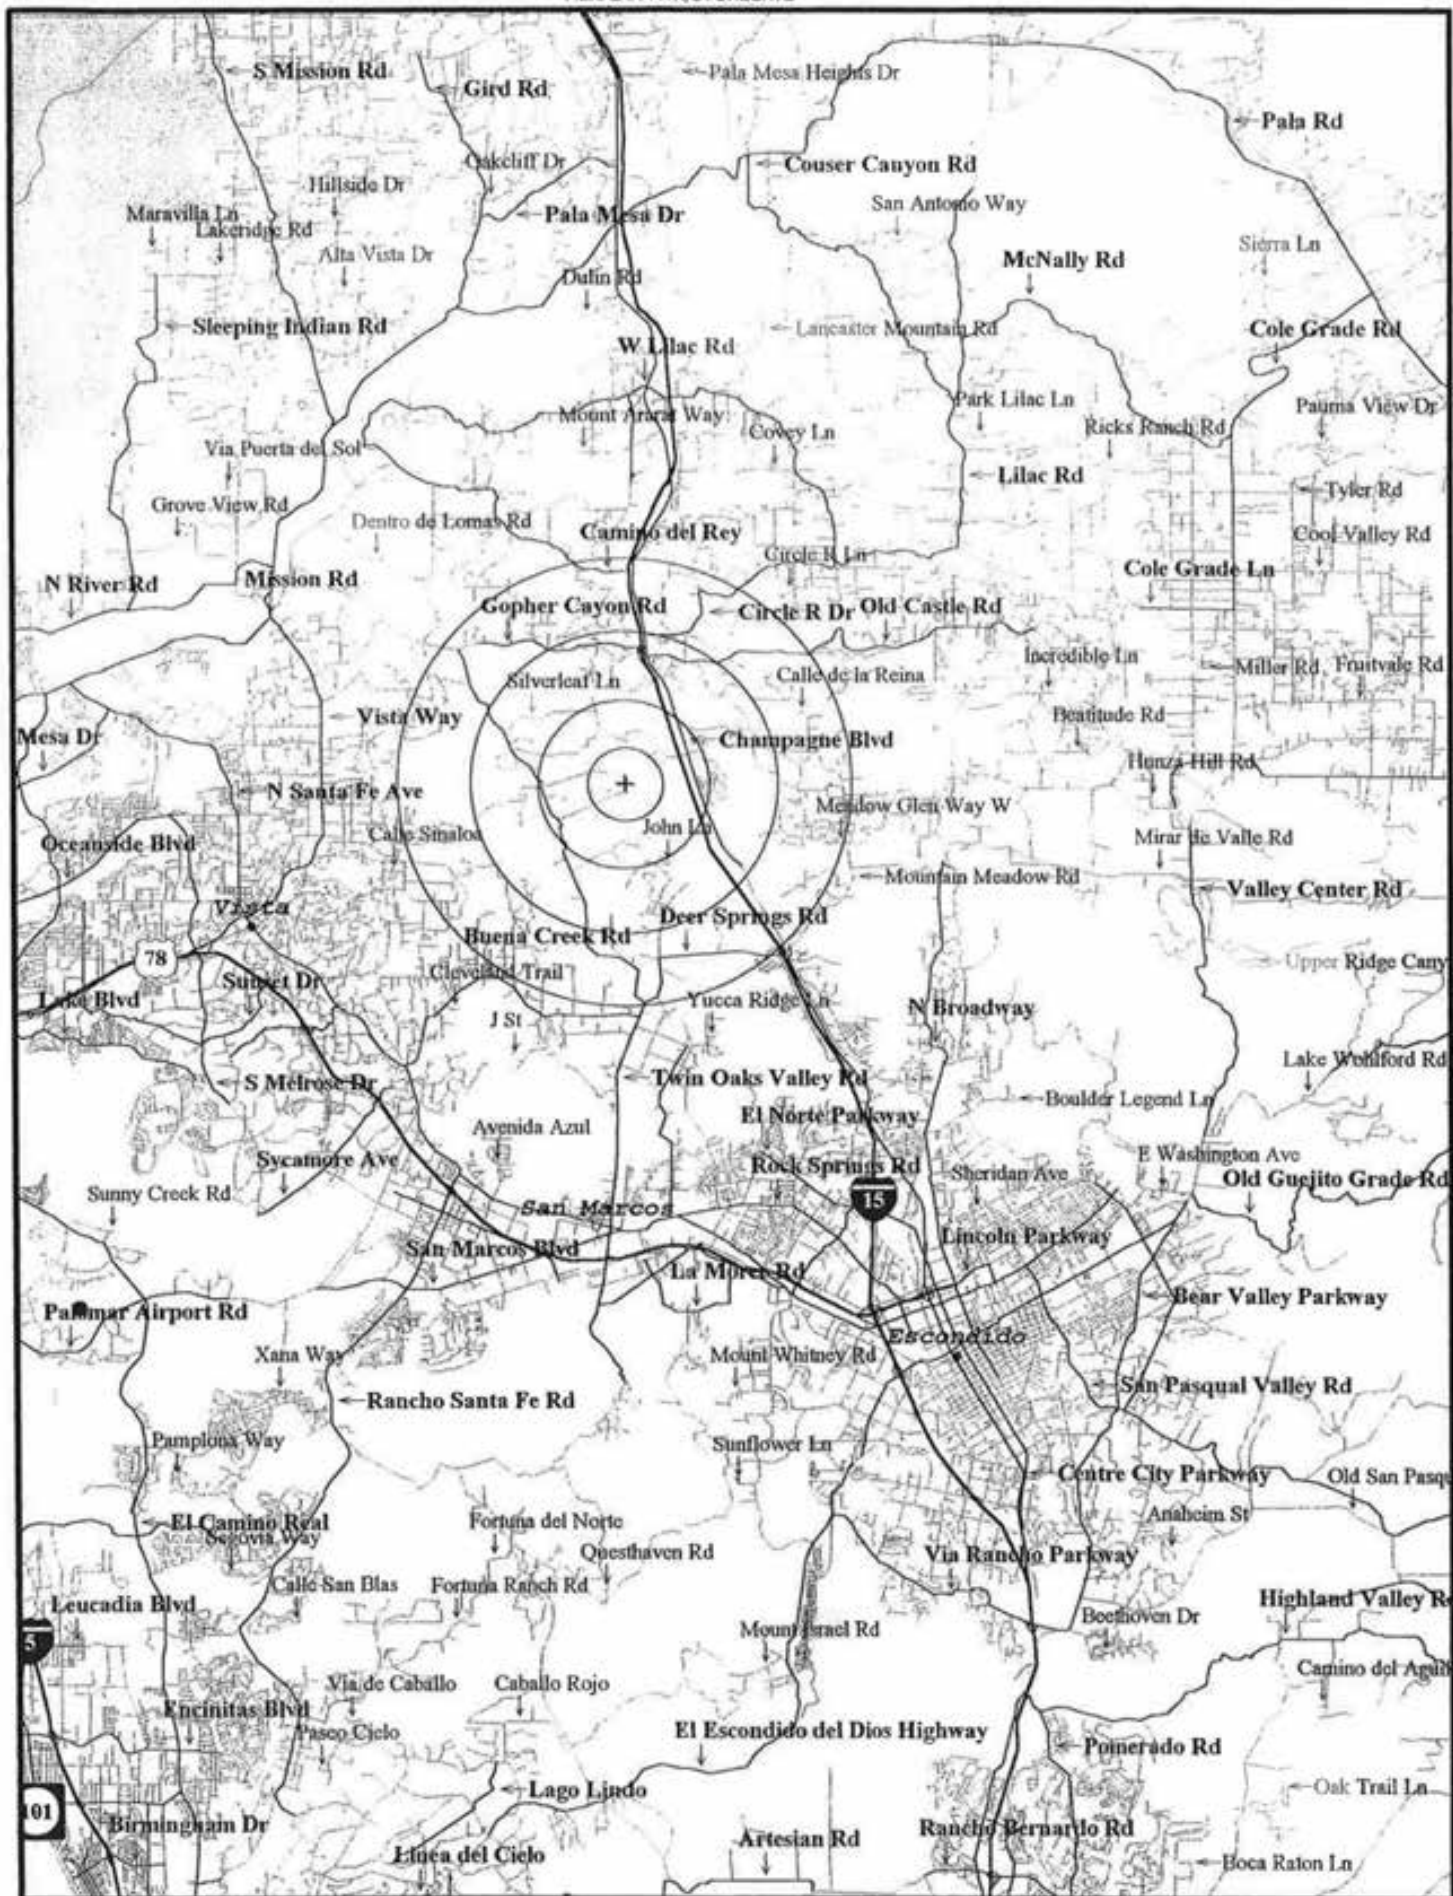 S Mission Rd
Pala Mesa Heights Dr
Gird Rd
Pala Rd
Oakcliff Dr
Couser Canyon Rd
Hillside Dr
San Antonio Way
Maravilla Ln
Pala Mesa Dr
Lakeridge Rd
Sierra Ln
Alta Vista Dr
McNally Rd
Dulin Rd
Sleeping Indian Rd
Lancaster Mountain Rd
Cole Grade Rd
W Lilac Rd
Park Lilac Ln
Pauma View Dr
Mount Ararat Way
Covey Ln
Ricks Ranch Rd
Via Puerta del Sol
Lilac Rd
Tyler Rd
Grove View Rd
Dentro de Lomas Rd
Camino del Rey
Cool Valley Rd
Circle R Ln
Cole Grade Ln
N River Rd
Mission Rd
Gopher Cayon Rd
Circle R Dr
Old Castle Rd
Incredible Ln
Miller Rd
Fruitvale Rd
Silverleaf Ln
Calle de la Reina
Vista Way
Beatitude Rd
Mesa Dr
Champagne Blvd
Hunza Hill Rd
N Santa Fe Ave
Meadow Glen Way W
Calle Sinaloa
John Ln
Mirar de Valle Rd
Oceanside Blvd
Mountain Meadow Rd
Valley Center Rd
Vista
Deer Springs Rd
Buena Creek Rd
78
Upper Ridge Cany
Sunset Dr
Cleveland Trail
Lake Blvd
Yucca Ridge Ln
N Broadway
J St
Lake Wohlford Rd
S Melrose Dr
Twin Oaks Valley Rd
Boulder Legend Ln
El Norte Parkway
Avenida Azul
Sycamore Ave
Rock Springs Rd
Sheridan Ave
E Washington Ave
Old Guejito Grade Rd
Sunny Creek Rd
15
San Marcos
Lincoln Parkway
San Marcos Blvd
La Moree Rd
Palomar Airport Rd
Bear Valley Parkway
Escondido
Xana Way
Mount Whitney Rd
San Pasqual Valley Rd
Rancho Santa Fe Rd
Pamplona Way
Sunflower Ln
Centre City Parkway
Old San Pasqu
El Camino Real
Fortuna del Norte
Anaheim St
Segovia Way
Questhaven Rd
Via Rancho Parkway
Calle San Blas
Fortuna Ranch Rd
Leucadia Blvd
Highland Valley R
Beethoven Dr
5
Mount Israel Rd
Camino del Agui
Via de Caballo
Caballo Rojo
Encinitas Blvd
Paseo Cielo
El Escondido del Dios Highway
Pomerado Rd
Lago Lindo
Oak Trail Ln
101
Birmingham Dr
Artesian Rd
Rancho Bernardo Rd
Linea del Cielo
Boca Raton Ln